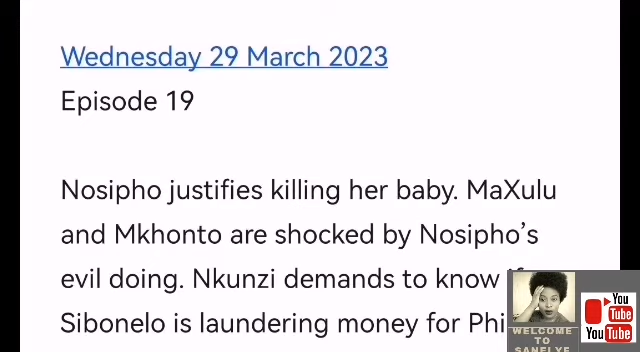 Wednesday 29 March 2023
Episode 19
Nosipho justifies killing her baby. MaXulu
and Mkhonto are shocked by Nosipho’s
evil doing. Nkunzi demands to know
Sibonelo is laundering money for
WELCOME
TO
You
Tube
You Tube